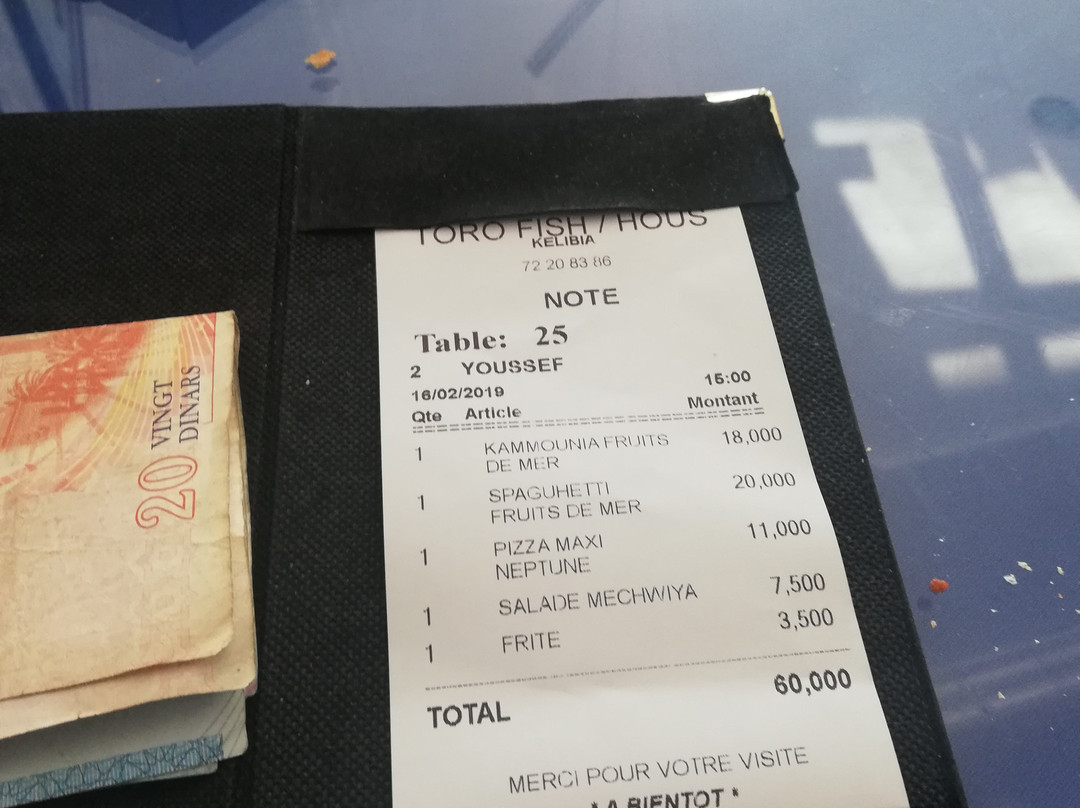 TORO FISH / HOUS
KELIBIA
72 20 83 86
NOTE
Table: 25
2 YOUSSEF
16/02/2019 15:00
Qte Article Montant
1 KAMMOUNIA FRUITS 18,000
DE MER
1 SPAGUHETTI 20,000
FRUITS DE MER
1 PIZZA MAXI 11,000
NEPTUNE
1 SALADE MECHWIYA 7,500
1 FRITE 3,500
TOTAL 60,000
MERCI POUR VOTRE VISITE
* A BIENTOT *
20 VINGT
DINARS